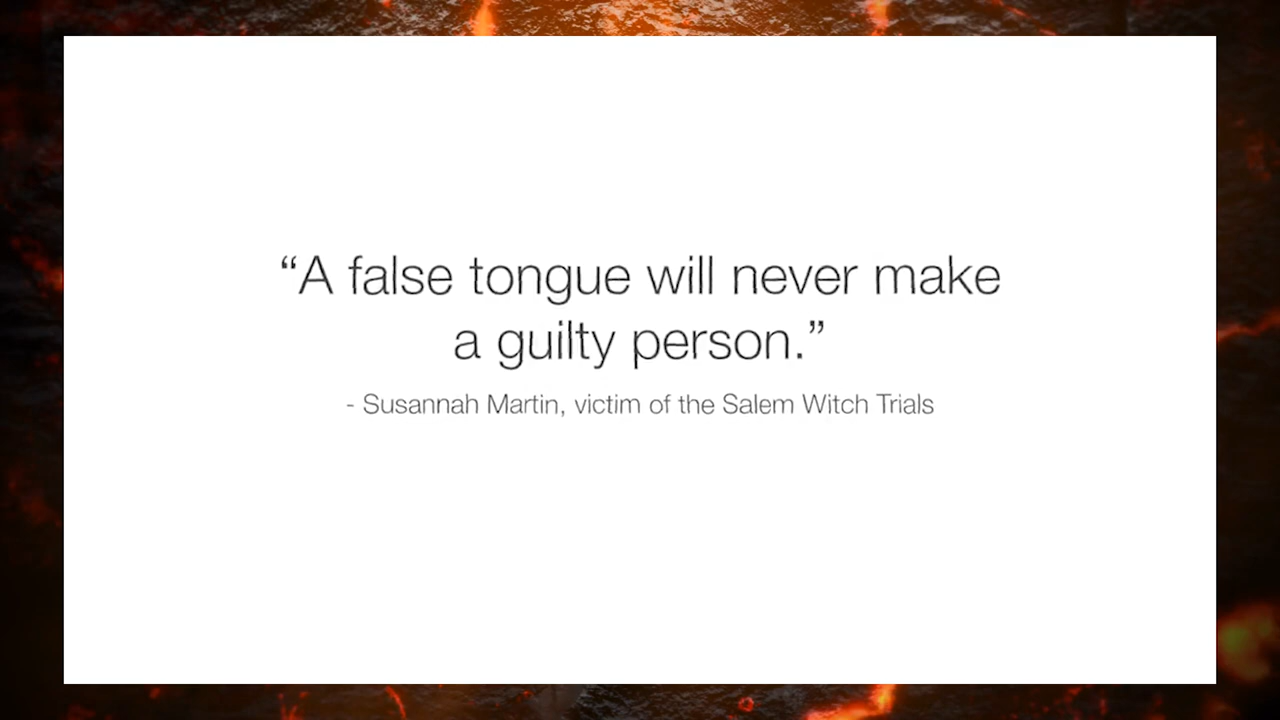 “A false tongue will never make
a guilty person.”
- Susannah Martin, victim of the Salem Witch Trials